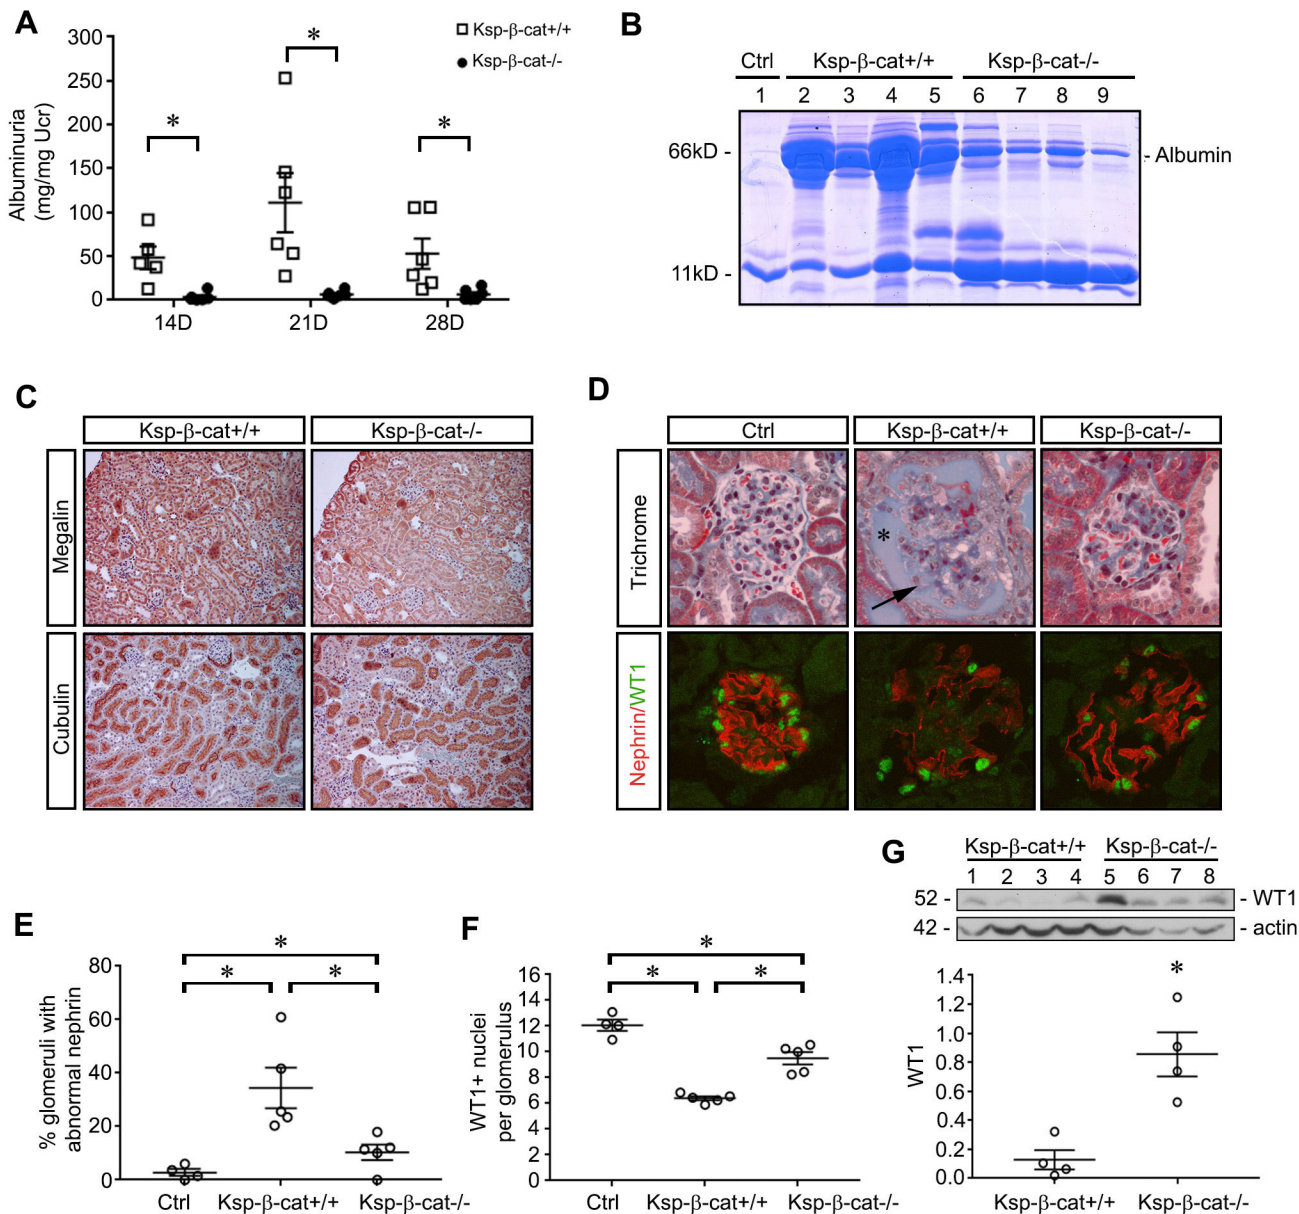 A
Ksp-β-cat+/+
Ksp-β-cat-/-
Albuminuria
(mg/mg Ucr)
300
250
200
150
100
50
0
*
*
*
14D
21D
28D
B
Ctrl
Ksp-β-cat+/+
Ksp-β-cat-/-
1 2 3 4 5 6 7 8 9
66kD -
- Albumin
11kD -
C
Ksp-β-cat+/+
Ksp-β-cat-/-
Megalin
Cubulin
D
Ctrl
Ksp-β-cat+/+
Ksp-β-cat-/-
Trichrome
*
Nephrin/WT1
E
% glomeruli with
abnormal nephrin
80
60
40
20
0
*
* *
Ctrl
Ksp-β-cat+/+
Ksp-β-cat-/-
F
WT1+ nuclei
per glomerulus
16
14
12
10
8
6
4
2
0
*
* *
Ctrl
Ksp-β-cat+/+
Ksp-β-cat-/-
G
Ksp-β-cat+/+
Ksp-β-cat-/-
1 2 3 4 5 6 7 8
52 -
- WT1
42 -
- actin
WT1
1.4
1.2
1.0
0.8
0.6
0.4
0.2
0.0
*
Ksp-β-cat+/+
Ksp-β-cat-/-